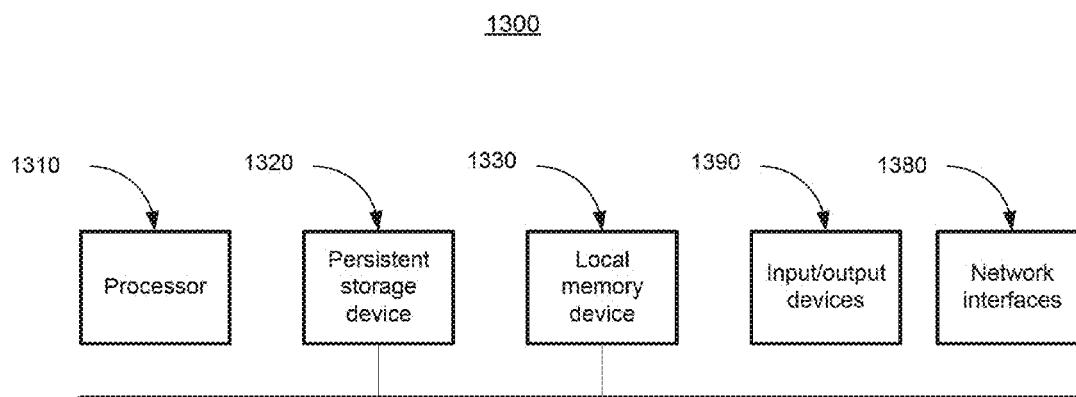 1300
1310
1320
1330
1390
1380
Processor
Persistent
storage
device
Local
memory
device
Input/output
devices
Network
interfaces